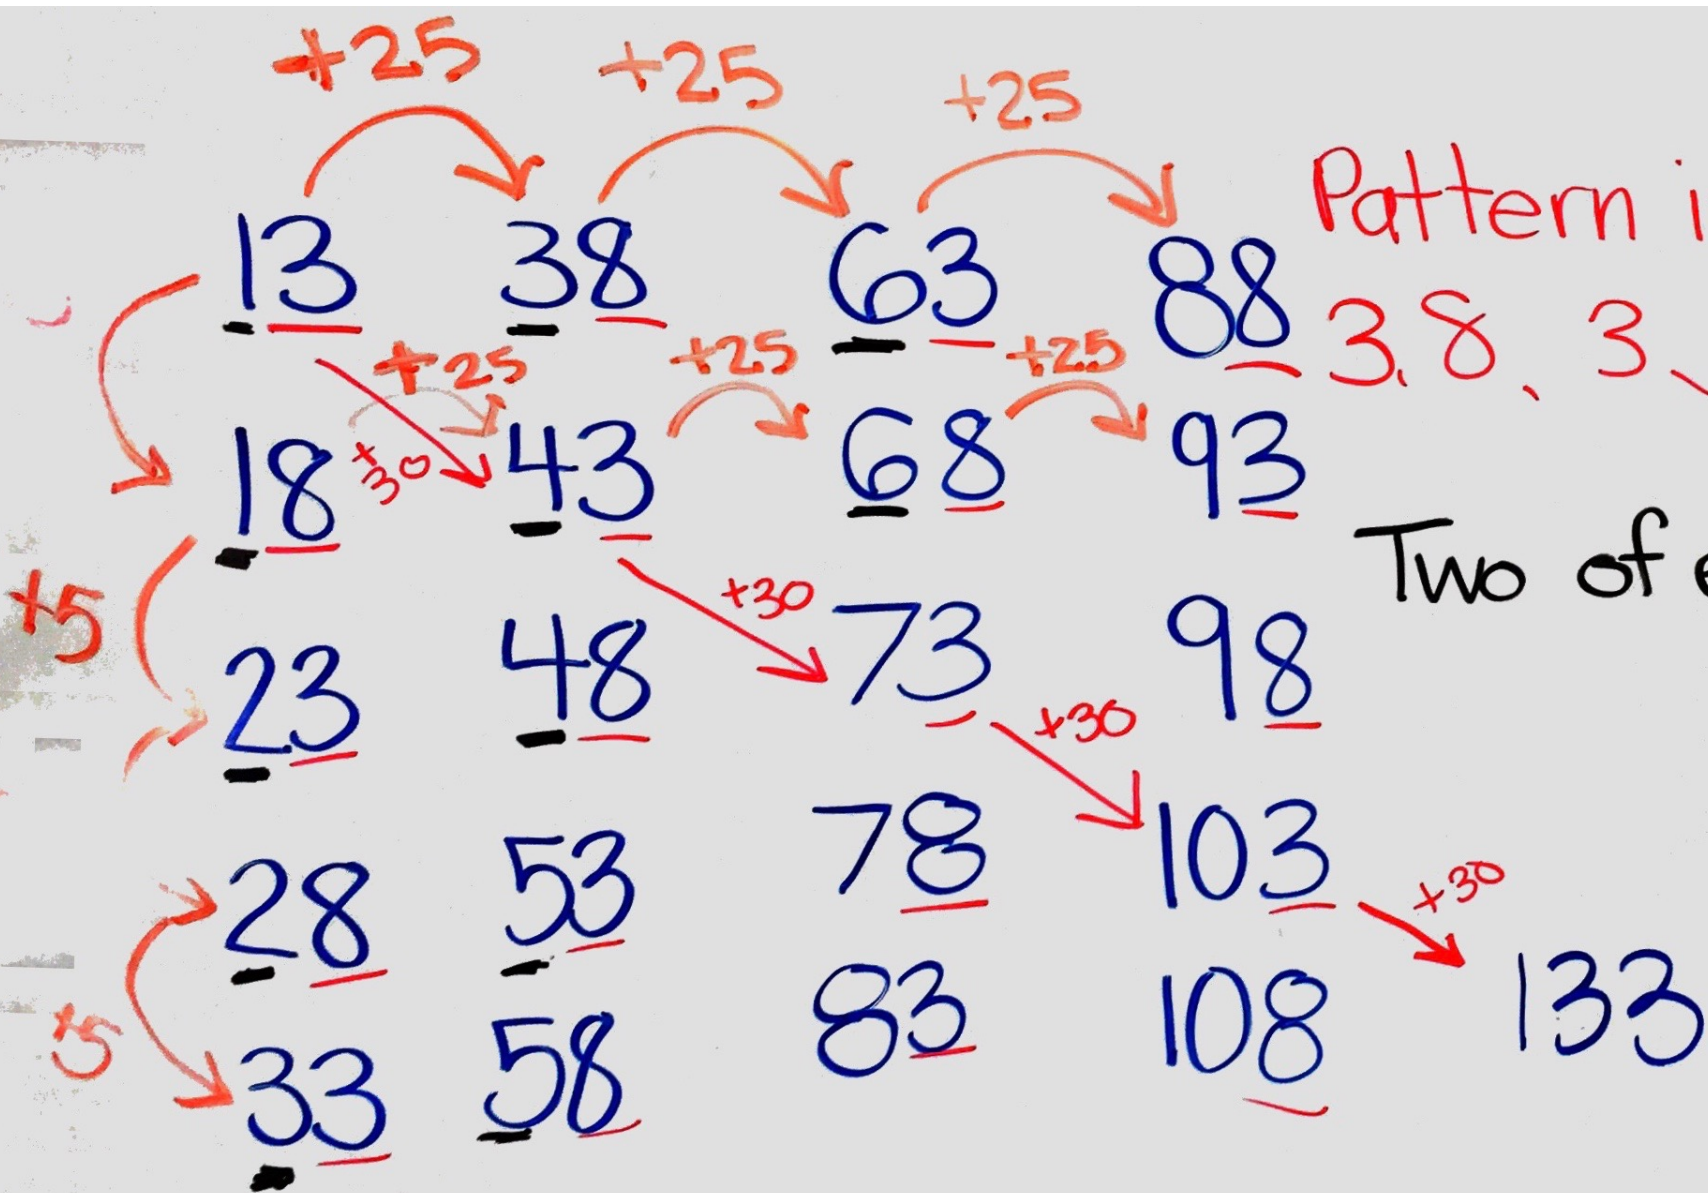 +25 +25 +25
13 38 63 88 Pattern i
3, 8, 3,
+25 +25 +25
18 +30 43 68 93
Two of
+5 +30
23 48 73 98
+30
28 53 78 103 +30
+5
33 58 83 108 133